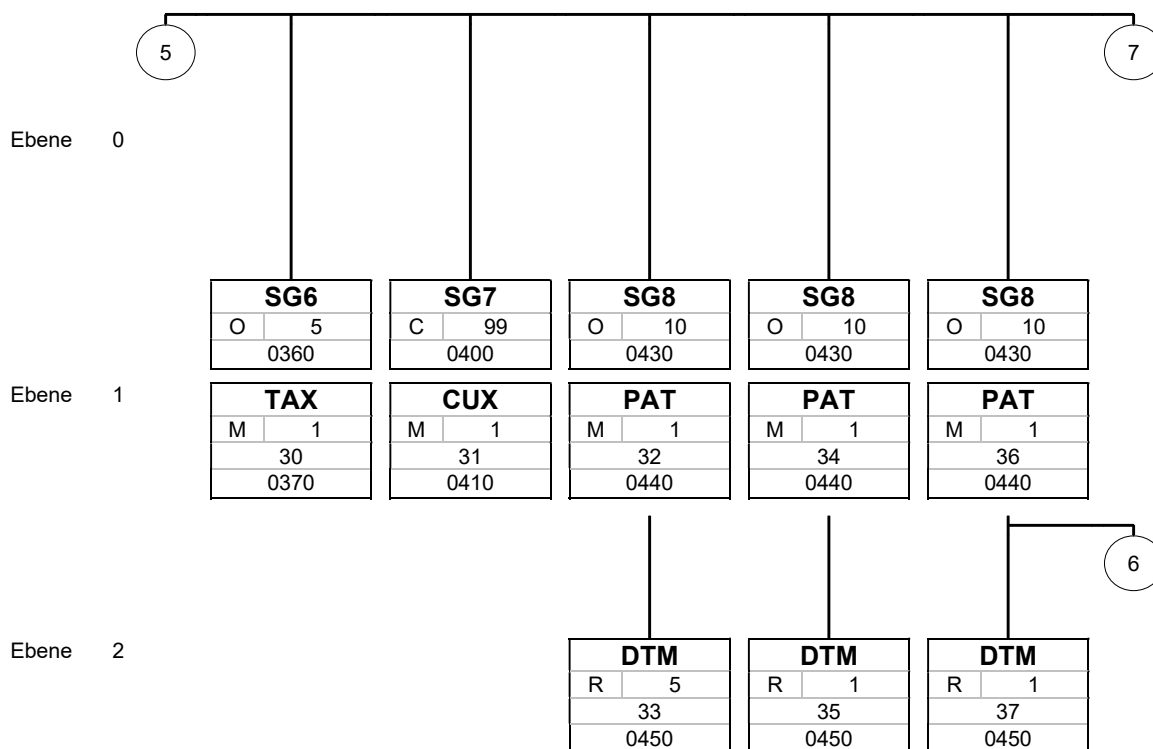 5 7
Ebene 0
SG6 SG7 SG8 SG8 SG8
O 5 C 99 O 10 O 10 O 10
0360 0400 0430 0430 0430
Ebene 1
TAX CUX PAT PAT PAT
M 1 M 1 M 1 M 1 M 1
30 31 32 34 36
0370 0410 0440 0440 0440
6
Ebene 2
DTM DTM DTM
R 5 R 1 R 1
33 35 37
0450 0450 0450